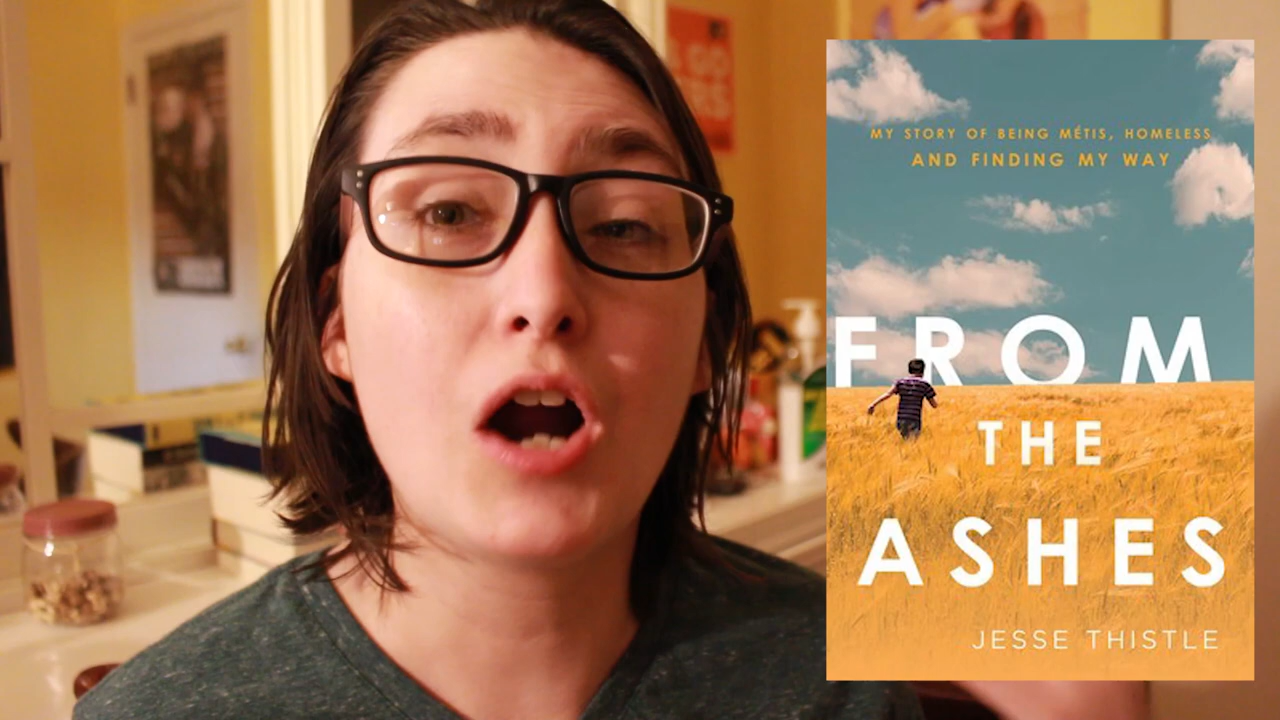 MY STORY OF BEING MÉTIS, HOMELESS
AND FINDING MY WAY
FROM
THE
ASHES
JESSE THISTLE